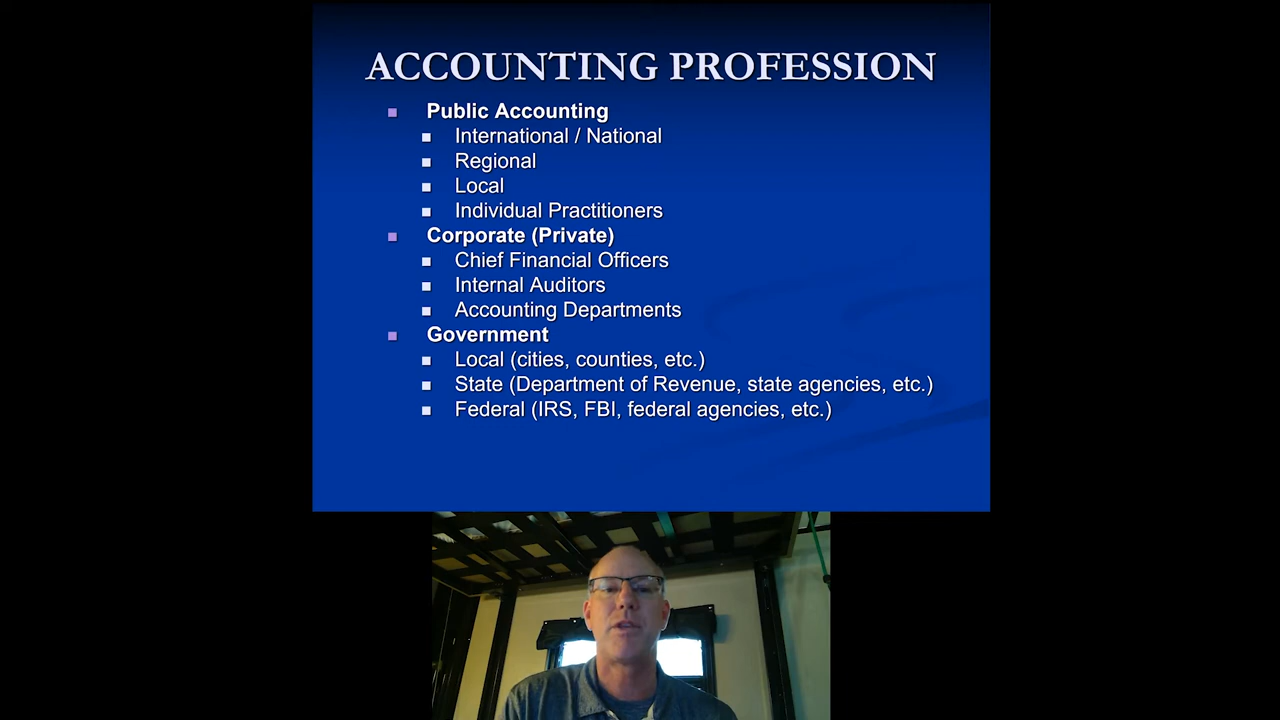 ACCOUNTING PROFESSION
Public Accounting
International / National
Regional
Local
Individual Practitioners
Corporate (Private)
Chief Financial Officers
Internal Auditors
Accounting Departments
Government
Local (cities, counties, etc.)
State (Department of Revenue, state agencies, etc.)
Federal (IRS, FBI, federal agencies, etc.)